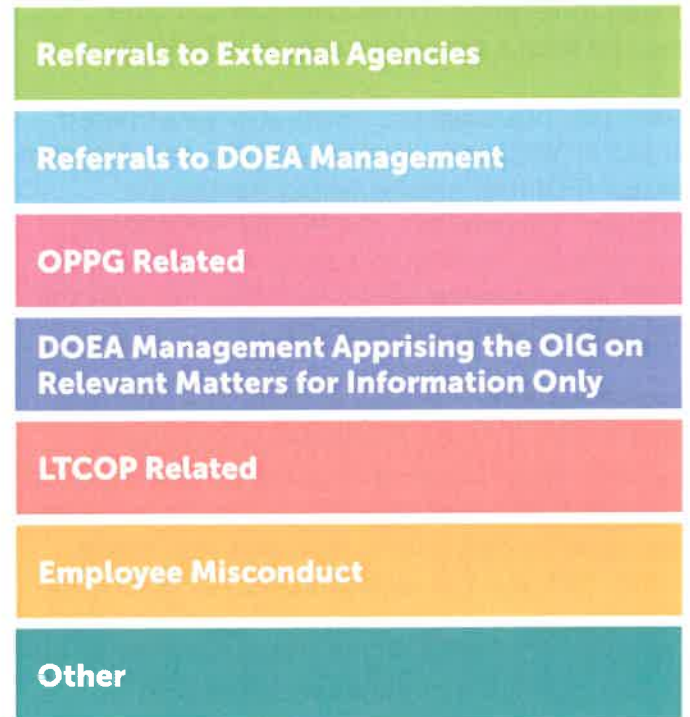 Referrals to External Agencies
Referrals to DOEA Management
OPPG Related
DOEA Management Apprising the OIG on
Relevant Matters for Information Only
LTCOP Related
Employee Misconduct
Other